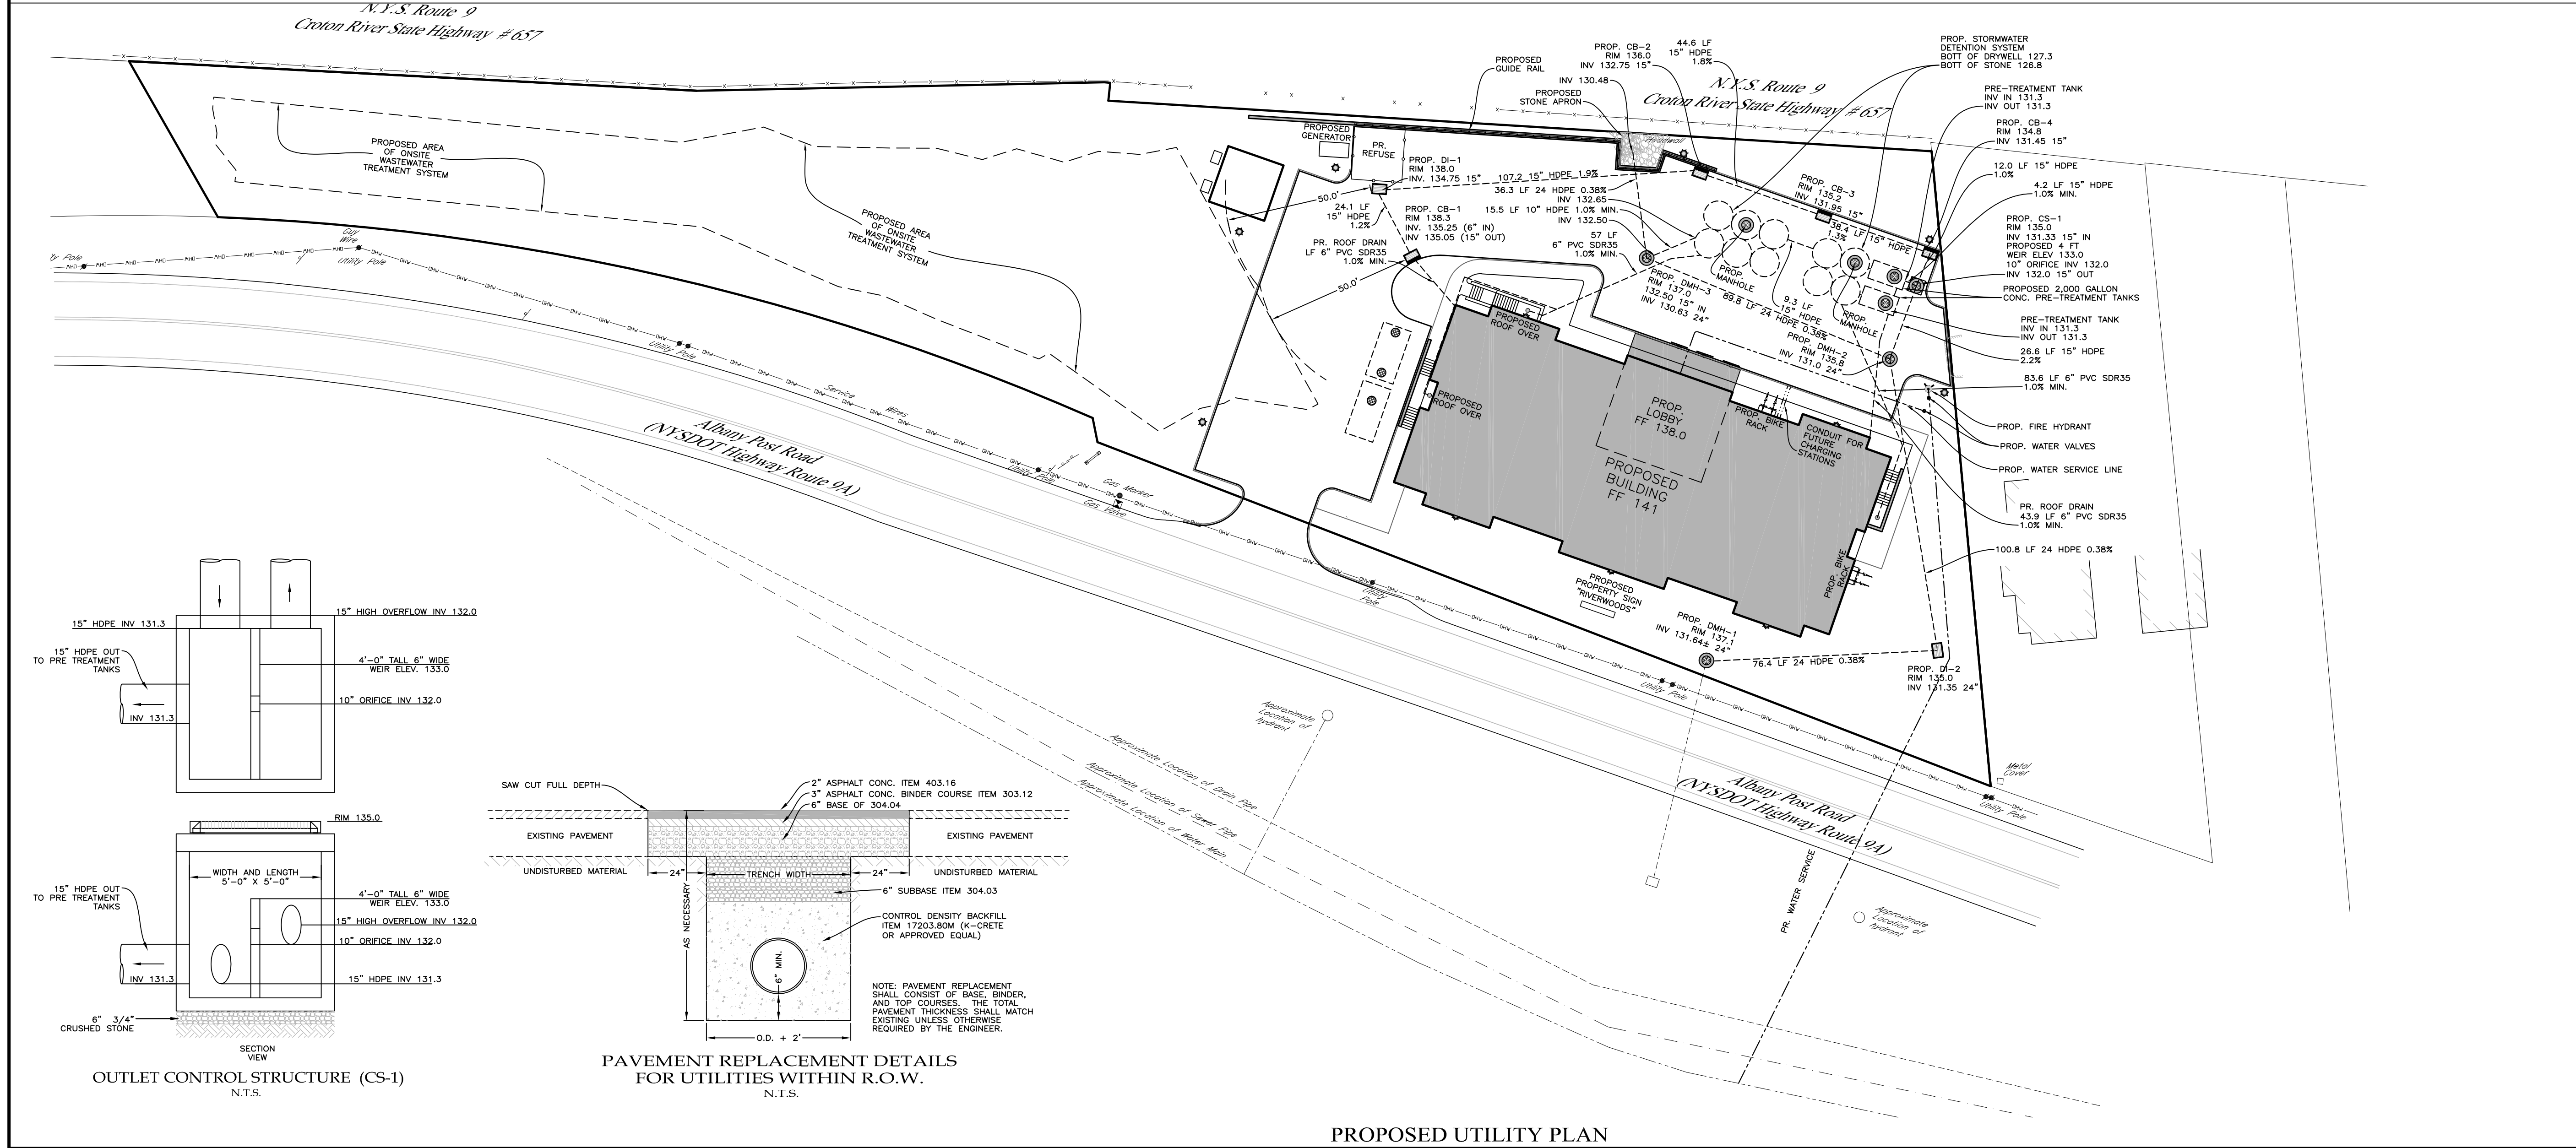 N.Y.S. Route 9
Croton River State Highway # 657
N.Y.S. Route 9
Croton River State Highway # 657
PROPOSED AREA
OF ONSITE
WASTEWATER
TREATMENT SYSTEM
PROPOSED AREA
OF ONSITE
WASTEWATER
TREATMENT SYSTEM
PROPOSED
GUIDE RAIL
PROP. CB-2
RIM 136.0
INV 132.75 15"
44.6 LF
15" HDPE
1.8%
INV 130.48
PROPOSED
STONE APRON
PROPOSED
GENERATOR
PR.
REFUSE
PROP. DI-1
RIM 138.0
INV. 134.75 15"
107.2 15" HDPE 1.9%
36.3 LF 24 HDPE 0.38%
INV 132.65
15.5 LF 10" HDPE 1.0% MIN.
INV 132.50
57 LF
6" PVC SDR35
1.0% MIN.
50.0'
24.1 LF
15" HDPE
1.2%
PROP. CB-1
RIM 138.3
INV. 135.25 (6" IN)
INV 135.05 (15" OUT)
PR. ROOF DRAIN
LF 6" PVC SDR35
1.0% MIN.
50.0'
PROP. CB-3
RIM 135.2
INV 131.95 15"
38.4 LF 15" HDPE
1.3%
PROP.
MANHOLE
PROP. DMH-3
RIM 137.0
132.50 15" IN
INV 130.63 24"
89.8 LF 24 HDPE 0.38%
9.3 LF
15" HDPE
PROP.
MANHOLE
PROP. DMH-2
RIM 135.8
INV 131.0 24"
PROP. STORMWATER
DETENTION SYSTEM
BOTT OF DRYWELL 127.3
BOTT OF STONE 126.8
PRE-TREATMENT TANK
INV IN 131.3
INV OUT 131.3
PROP. CB-4
RIM 134.8
INV 131.45 15"
12.0 LF 15" HDPE
1.0%
4.2 LF 15" HDPE
1.0% MIN.
PROP. CS-1
RIM 135.0
INV 131.33 15" IN
PROPOSED 4 FT
WEIR ELEV 133.0
10" ORIFICE INV 132.0
INV 132.0 15" OUT
PROPOSED 2,000 GALLON
CONC. PRE-TREATMENT TANKS
PRE-TREATMENT TANK
INV IN 131.3
INV OUT 131.3
26.6 LF 15" HDPE
2.2%
83.6 LF 6" PVC SDR35
1.0% MIN.
PROP. FIRE HYDRANT
PROP. WATER VALVES
PROP. WATER SERVICE LINE
PR. ROOF DRAIN
43.9 LF 6" PVC SDR35
1.0% MIN.
100.8 LF 24 HDPE 0.38%
PROPOSED
ROOF OVER
PROPOSED
ROOF OVER
PROP.
LOBBY
FF 138.0
PROP. BIKE
RACK
CONDUIT FOR
FUTURE
CHARGING
STATIONS
PROPOSED
BUILDING
FF 141
PROP. BIKE
RACK
PROPOSED
PROPERTY SIGN
"RIVERWOODS"
PROP. DMH-1
RIM 137.1
INV 131.64± 24"
76.4 LF 24 HDPE 0.38%
PROP. DI-2
RIM 135.0
INV 131.35 24"
Guy
Wire
Utility Pole
ty Pole
Utility Pole
Service
Wires
Utility Pole
Gas Marker
Gas Valve
Utility
Pole
Utility Pole
Metal
Cover
Utility Pole
Albany Post Road
(NYSDOT Highway Route 9A)
Albany Post Road
(NYSDOT Highway Route 9A)
Approximate
Location of
hydrant
Approximate Location of Drain Pipe
Approximate Location of Sewer Pipe
Approximate Location of Water Main
PR. WATER SERVICE
Approximate
Location of
hydrant
15" HIGH OVERFLOW INV 132.0
15" HDPE INV 131.3
15" HDPE OUT
TO PRE TREATMENT
TANKS
4'-0" TALL 6" WIDE
WEIR ELEV. 133.0
10" ORIFICE INV 132.0
INV 131.3
RIM 135.0
WIDTH AND LENGTH
5'-0" X 5'-0"
15" HDPE OUT
TO PRE TREATMENT
TANKS
4'-0" TALL 6" WIDE
WEIR ELEV. 133.0
15" HIGH OVERFLOW INV 132.0
10" ORIFICE INV 132.0
INV 131.3
15" HDPE INV 131.3
6" 3/4"
CRUSHED STONE
SECTION
VIEW
OUTLET CONTROL STRUCTURE (CS-1)
N.T.S.
SAW CUT FULL DEPTH
2" ASPHALT CONC. ITEM 403.16
3" ASPHALT CONC. BINDER COURSE ITEM 303.12
6" BASE OF 304.04
EXISTING PAVEMENT
EXISTING PAVEMENT
UNDISTURBED MATERIAL
24"
TRENCH WIDTH
24"
UNDISTURBED MATERIAL
6" SUBBASE ITEM 304.03
AS NECESSARY
CONTROL DENSITY BACKFILL
ITEM 17203.80M (K-CRETE
OR APPROVED EQUAL)
6" MIN.
NOTE: PAVEMENT REPLACEMENT
SHALL CONSIST OF BASE, BINDER,
AND TOP COURSES. THE TOTAL
PAVEMENT THICKNESS SHALL MATCH
EXISTING UNLESS OTHERWISE
REQUIRED BY THE ENGINEER.
O.D. + 2'
PAVEMENT REPLACEMENT DETAILS
FOR UTILITIES WITHIN R.O.W.
N.T.S.
PROPOSED UTILITY PLAN